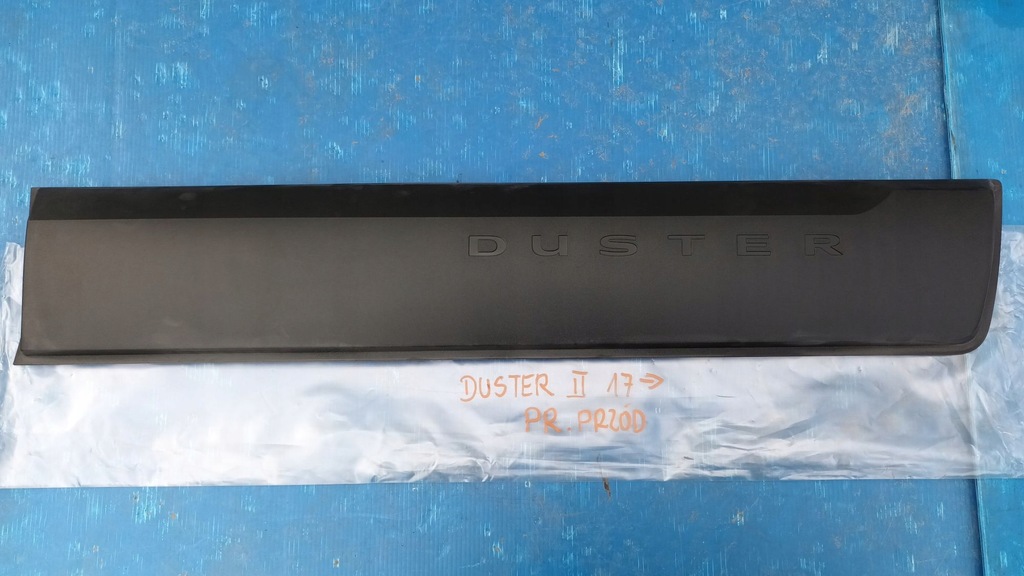 DUSTER
DUSTER II 17→
PR. PRZÓD